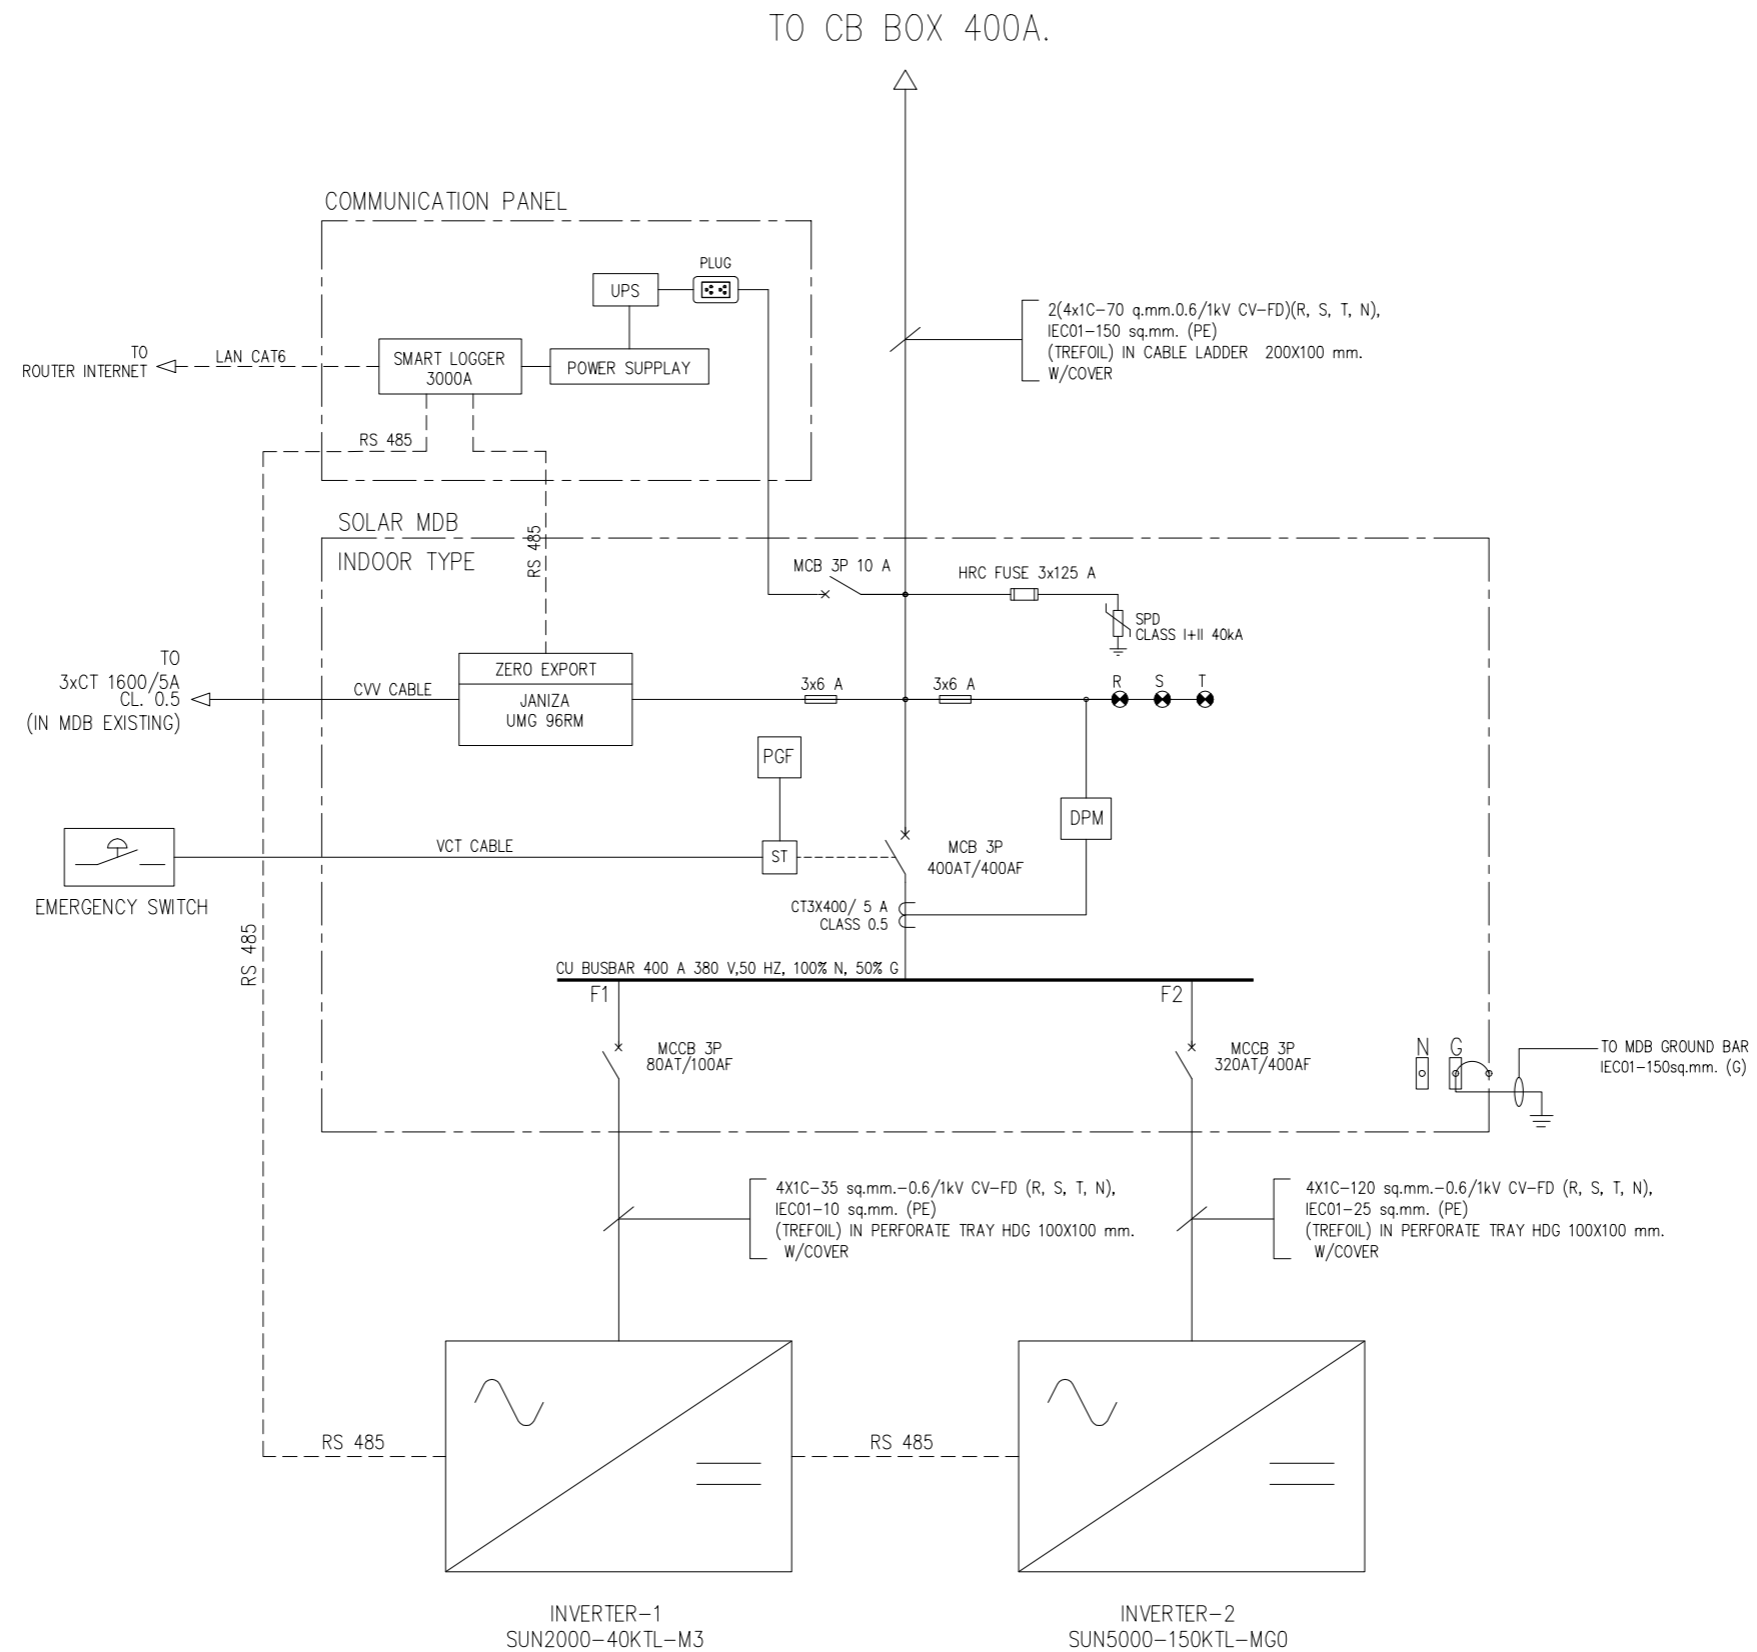 TO CB BOX 400A.
COMMUNICATION PANEL
PLUG
UPS
2(4x1C-70 q.mm.0.6/1kV CV-FD)(R, S, T, N),
IEC01-150 sq.mm. (PE)
(TREFOIL) IN CABLE LADDER 200X100 mm.
W/COVER
TO
ROUTER INTERNET
LAN CAT6
SMART LOGGER
3000A
POWER SUPPLAY
RS 485
RS 485
SOLAR MDB
INDOOR TYPE
MCB 3P 10 A
HRC FUSE 3x125 A
SPD
CLASS I+II 40kA
TO
3xCT 1600/5A
CL. 0.5
(IN MDB EXISTING)
CVV CABLE
ZERO EXPORT
JANIZA
UMG 96RM
3x6 A
3x6 A
R
S
T
PGF
DPM
VCT CABLE
ST
MCB 3P
400AT/400AF
EMERGENCY SWITCH
CT3X400/ 5 A
CLASS 0.5
RS 485
CU BUSBAR 400 A 380 V,50 HZ, 100% N, 50% G
F1
F2
MCCB 3P
80AT/100AF
MCCB 3P
320AT/400AF
N
G
TO MDB GROUND BAR
IEC01-150sq.mm. (G)
4X1C-35 sq.mm.-0.6/1kV CV-FD (R, S, T, N),
IEC01-10 sq.mm. (PE)
(TREFOIL) IN PERFORATE TRAY HDG 100X100 mm.
W/COVER
4X1C-120 sq.mm.-0.6/1kV CV-FD (R, S, T, N),
IEC01-25 sq.mm. (PE)
(TREFOIL) IN PERFORATE TRAY HDG 100X100 mm.
W/COVER
RS 485
RS 485
INVERTER-1
SUN2000-40KTL-M3
INVERTER-2
SUN5000-150KTL-MG0